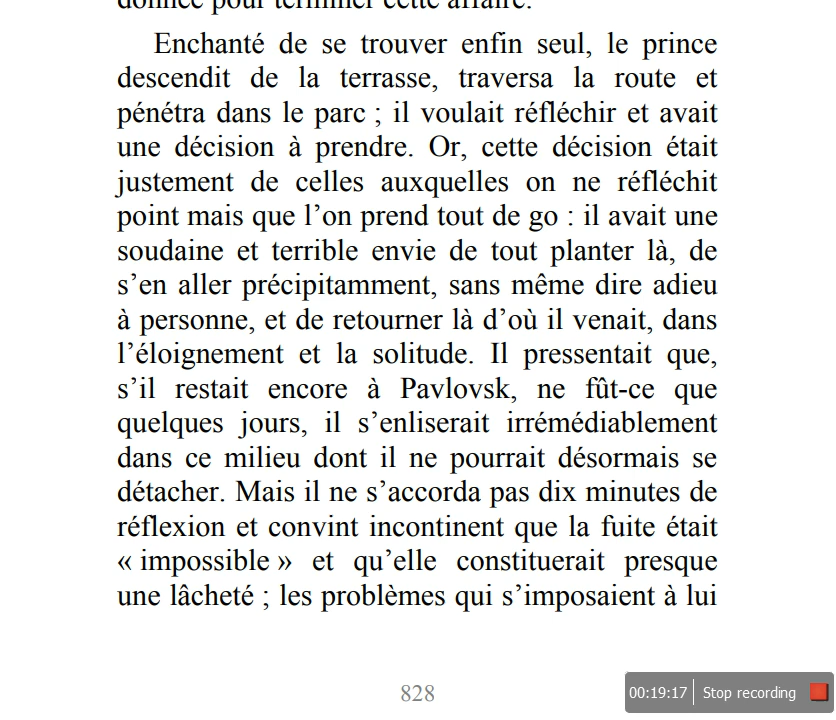 donnée pour terminer cette affaire.
Enchanté de se trouver enfin seul, le prince
descendit de la terrasse, traversa la route et
pénétra dans le parc ; il voulait réfléchir et avait
une décision à prendre. Or, cette décision était
justement de celles auxquelles on ne réfléchit
point mais que l’on prend tout de go : il avait une
soudaine et terrible envie de tout planter là, de
s’en aller précipitamment, sans même dire adieu
à personne, et de retourner là d’où il venait, dans
l’éloignement et la solitude. Il pressentait que,
s’il restait encore à Pavlovsk, ne fût-ce que
quelques jours, il s’enliserait irrémédiablement
dans ce milieu dont il ne pourrait désormais se
détacher. Mais il ne s’accorda pas dix minutes de
réflexion et convint incontinent que la fuite était
« impossible » et qu’elle constituerait presque
une lâcheté ; les problèmes qui s’imposaient à lui
828
00:19:17 Stop recording